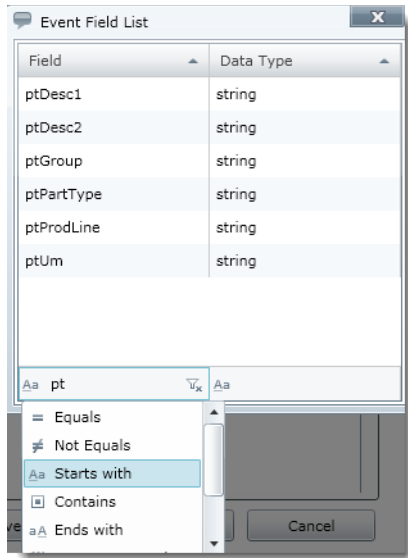 Event Field List
Field Data Type
ptDesc1 string
ptDesc2 string
ptGroup string
ptPartType string
ptProdLine string
ptUm string
Aa pt Aa
= Equals
≠ Not Equals
Aa Starts with
Contains
aA Ends with
Cancel